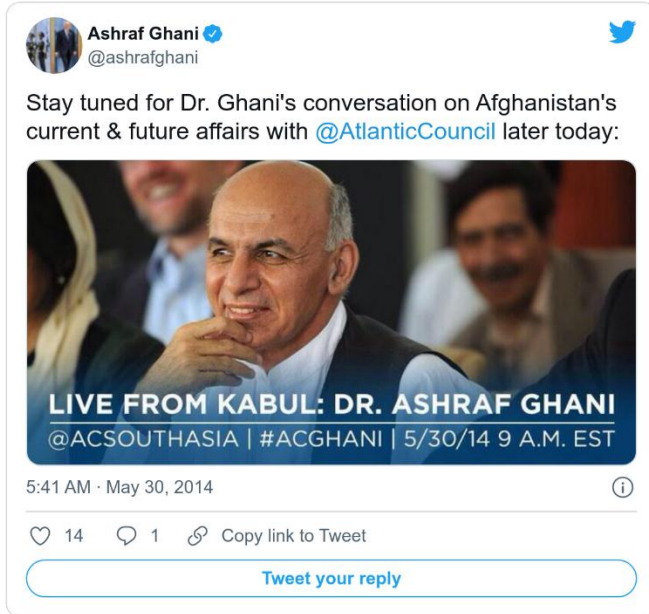 Ashraf Ghani
@ashrafghani
Stay tuned for Dr. Ghani's conversation on Afghanistan's
current & future affairs with @AtlanticCouncil later today:
LIVE FROM KABUL: DR. ASHRAF GHANI
@ACSOUTHASIA | #ACGHANI | 5/30/14 9 A.M. EST
5:41 AM · May 30, 2014
14 1 Copy link to Tweet
Tweet your reply